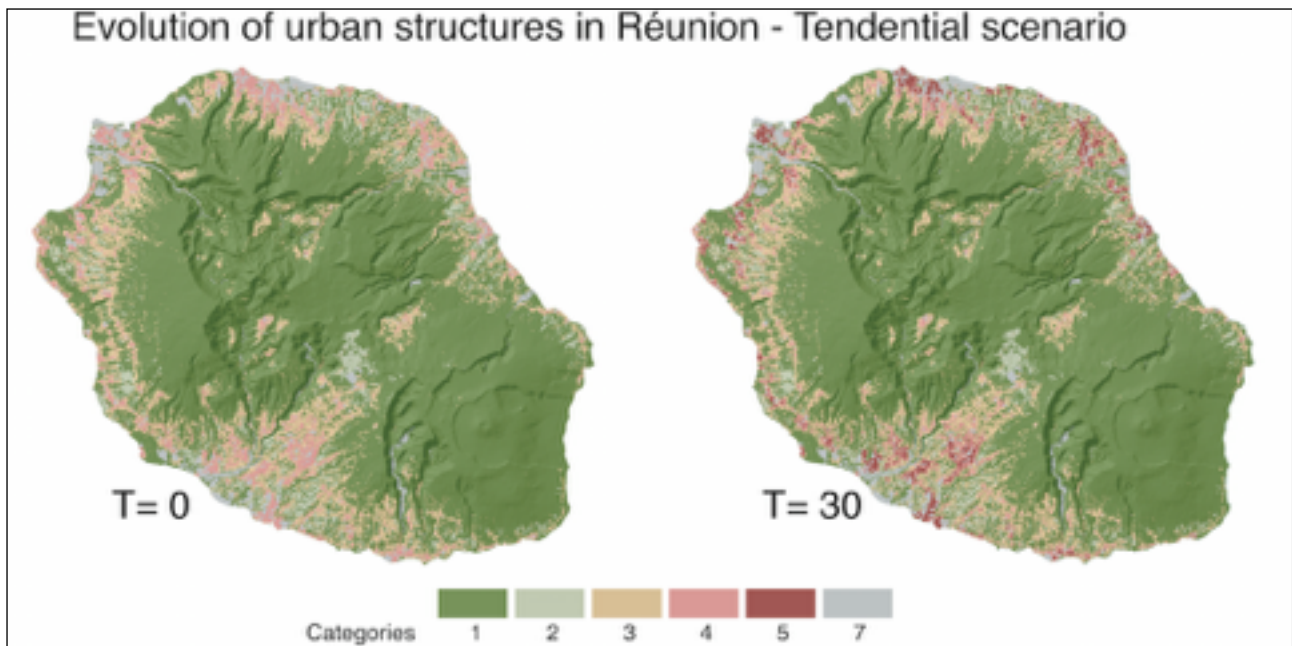 Evolution of urban structures in Réunion - Tendential scenario
T= 0
T= 30
Categories 1 2 3 4 5 7